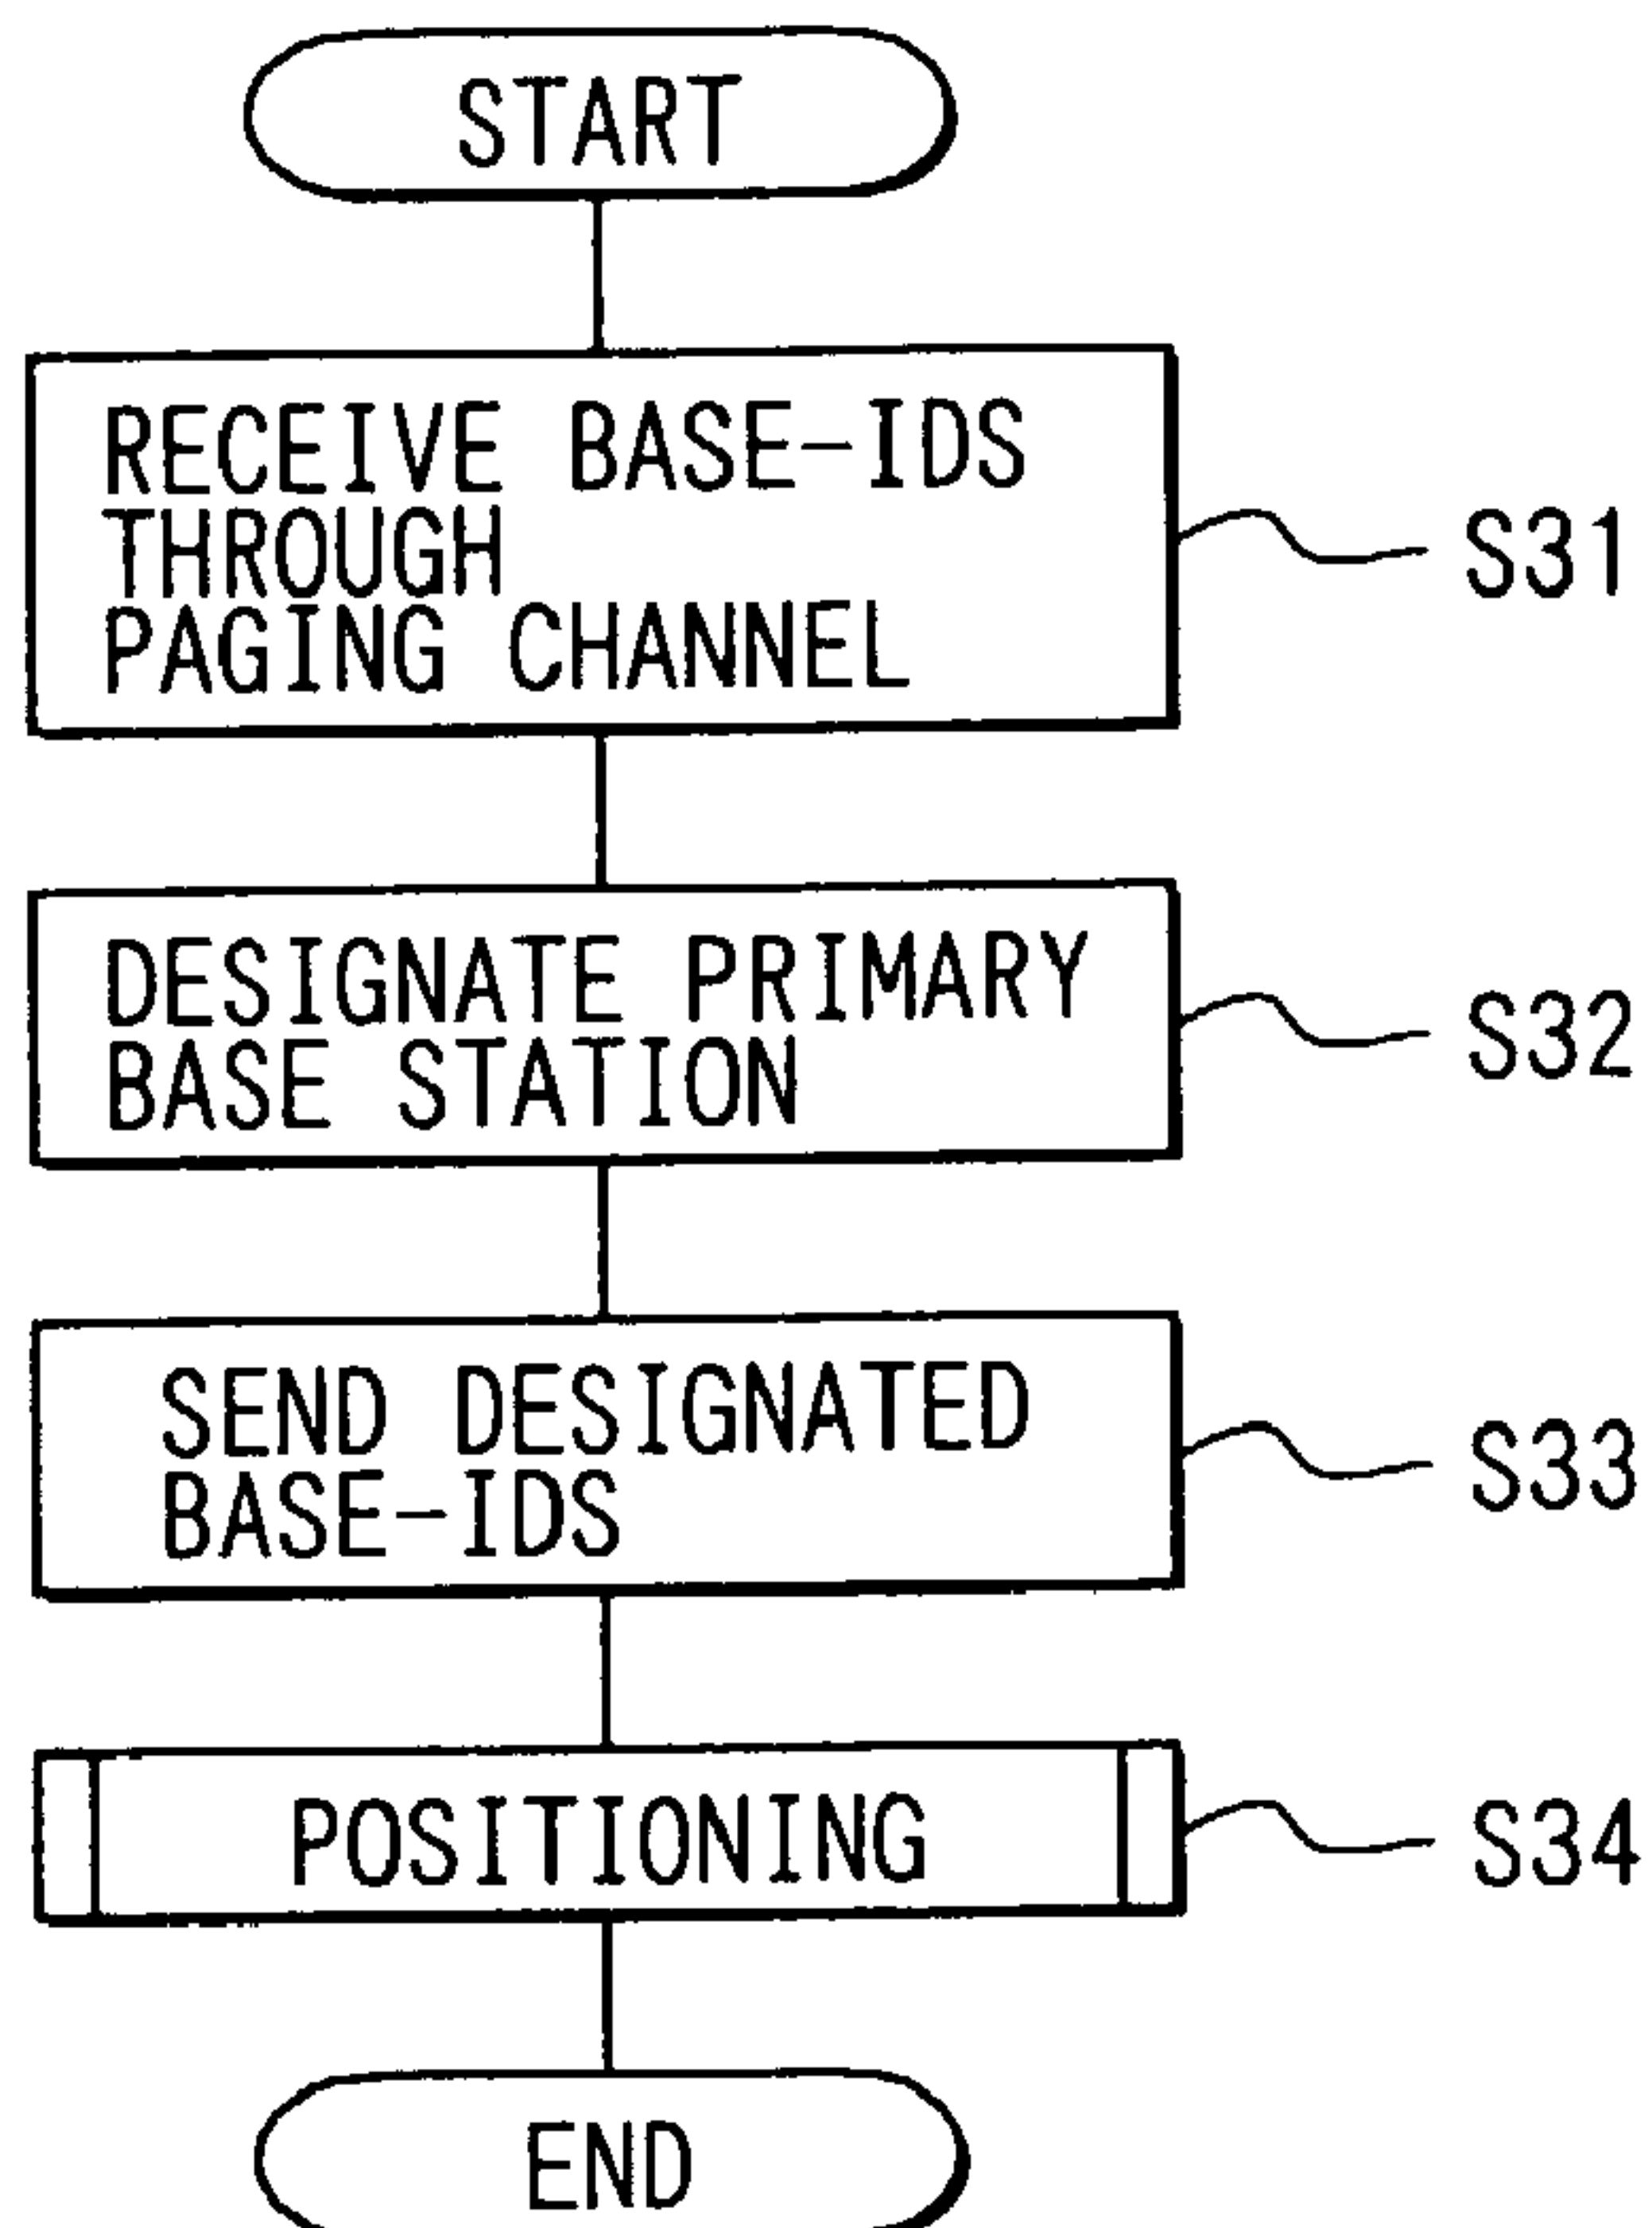 START
RECEIVE BASE-IDS
THROUGH
PAGING CHANNEL
S31
DESIGNATE PRIMARY
BASE STATION
S32
SEND DESIGNATED
BASE-IDS
S33
POSITIONING
S34
END